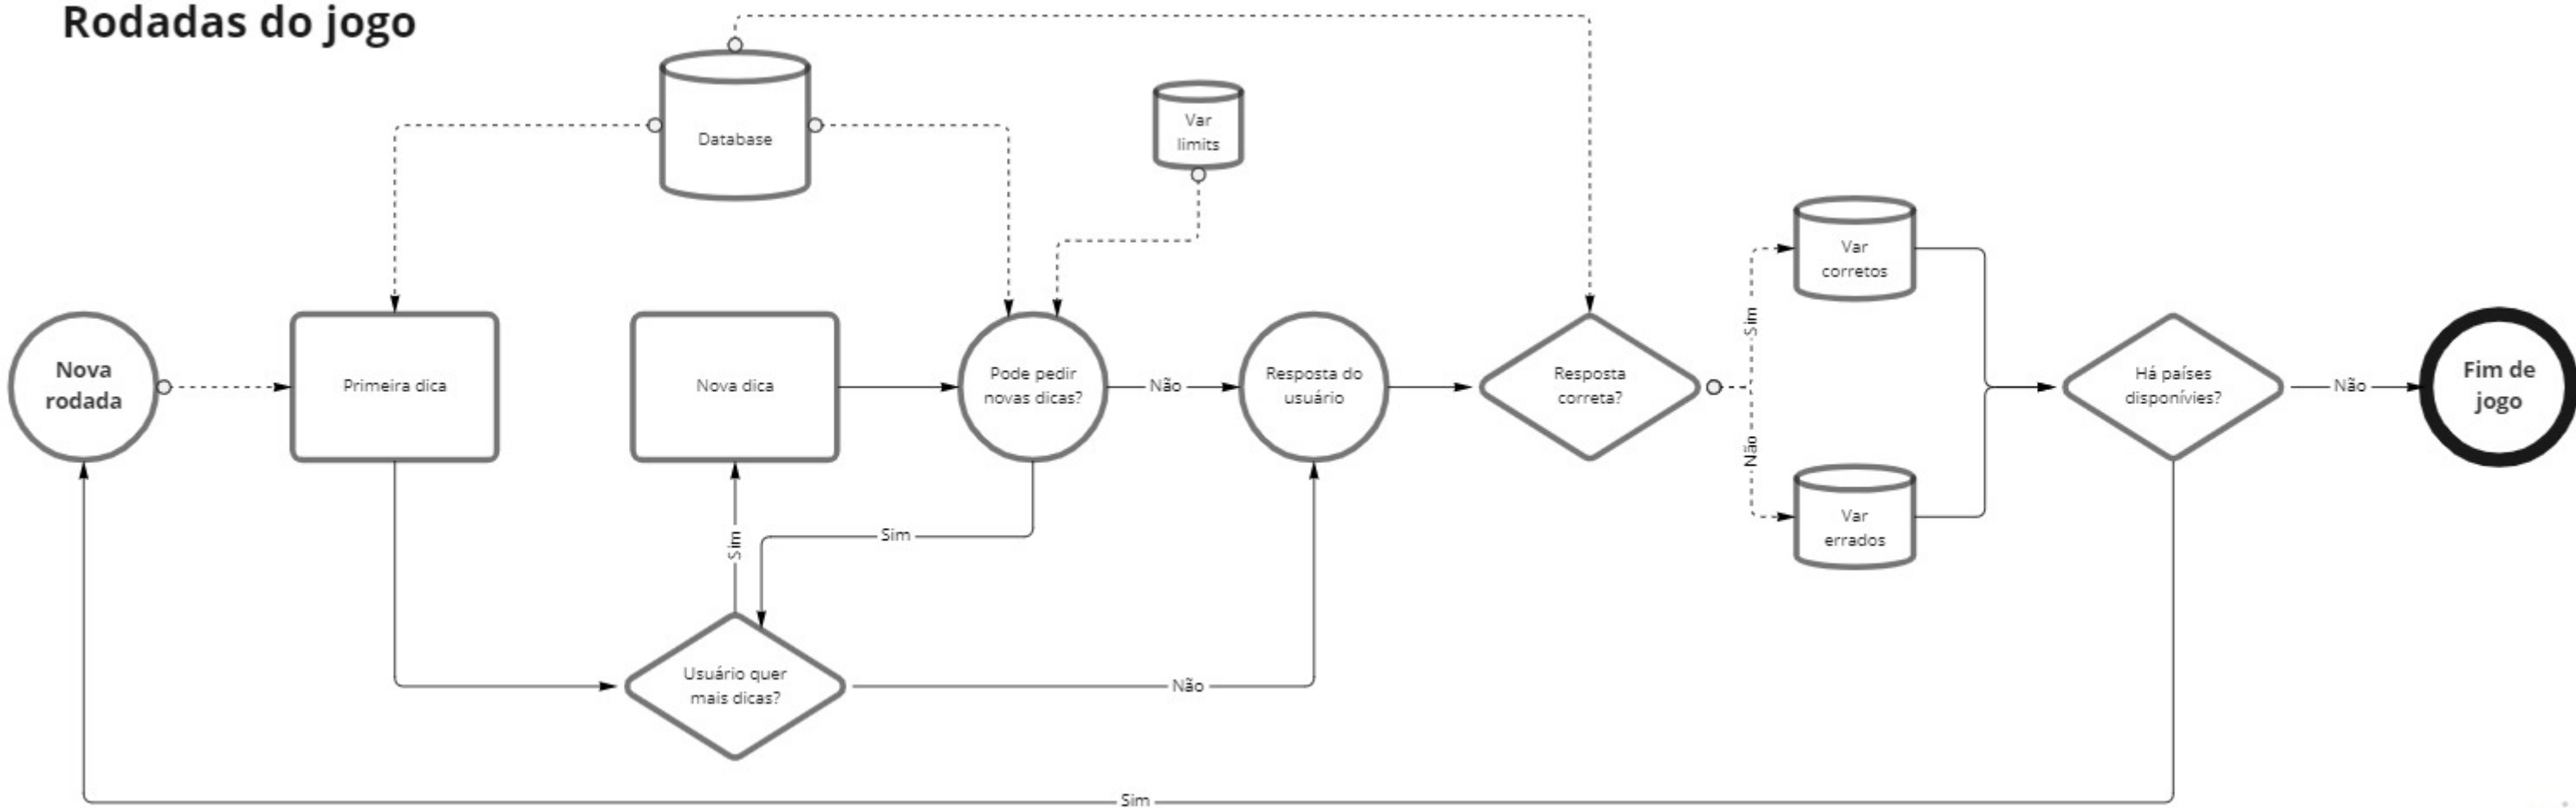 Rodadas do jogo
Database
Var
limits
Nova
rodada
Primeira dica
Nova dica
Pode pedir
novas dicas?
Não
Resposta do
usuário
Resposta
correta?
Sim
Não
Var
corretos
Var
errados
Há países
disponívies?
Não
Fim de
jogo
Sim
Sim
Usuário quer
mais dicas?
Não
Sim